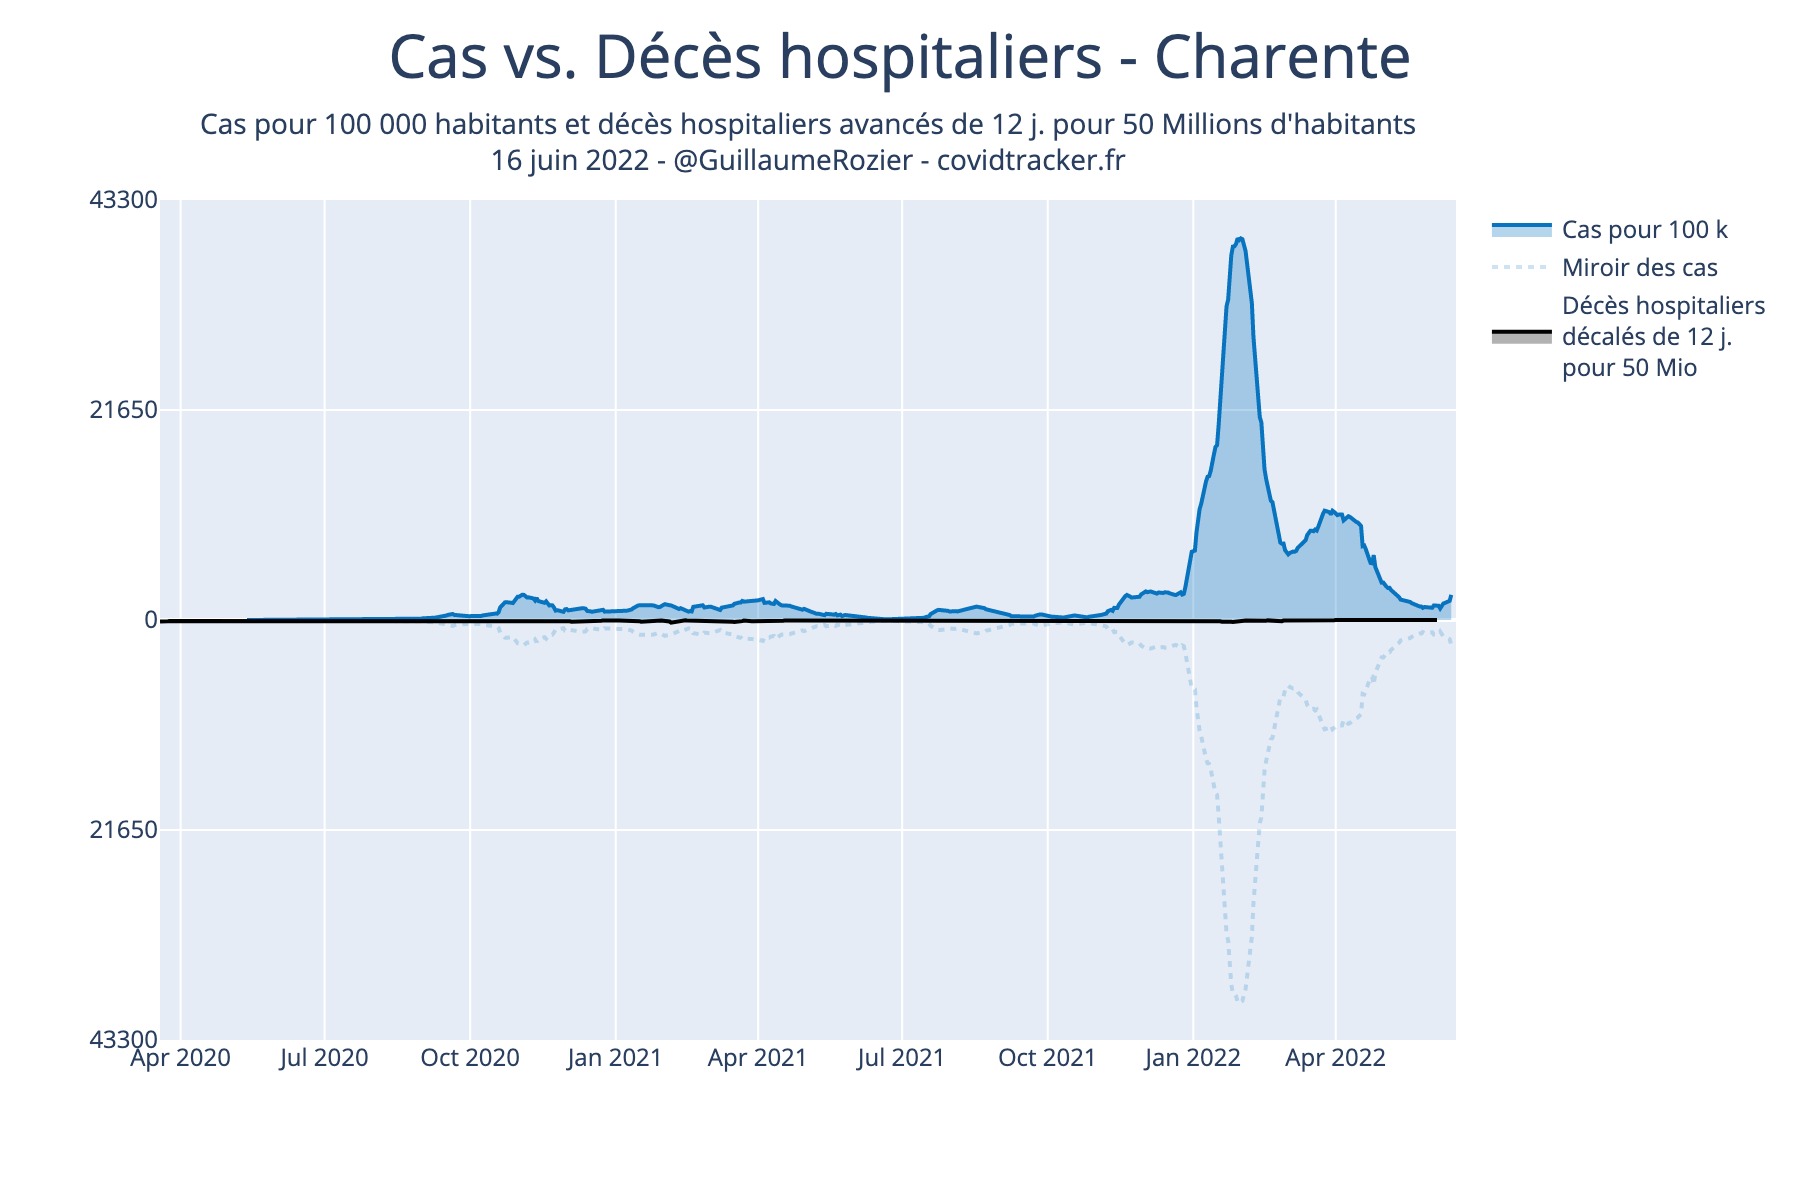 Cas vs. Décès hospitaliers - Charente
Cas pour 100 000 habitants et décès hospitaliers avancés de 12 j. pour 50 Millions d'habitants
16 juin 2022 - @GuillaumeRozier - covidtracker.fr
43300
21650
0
21650
43300
Apr 2020
Jul 2020
Oct 2020
Jan 2021
Apr 2021
Jul 2021
Oct 2021
Jan 2022
Apr 2022
Cas pour 100 k
Miroir des cas
Décès hospitaliers
décalés de 12 j.
pour 50 Mio